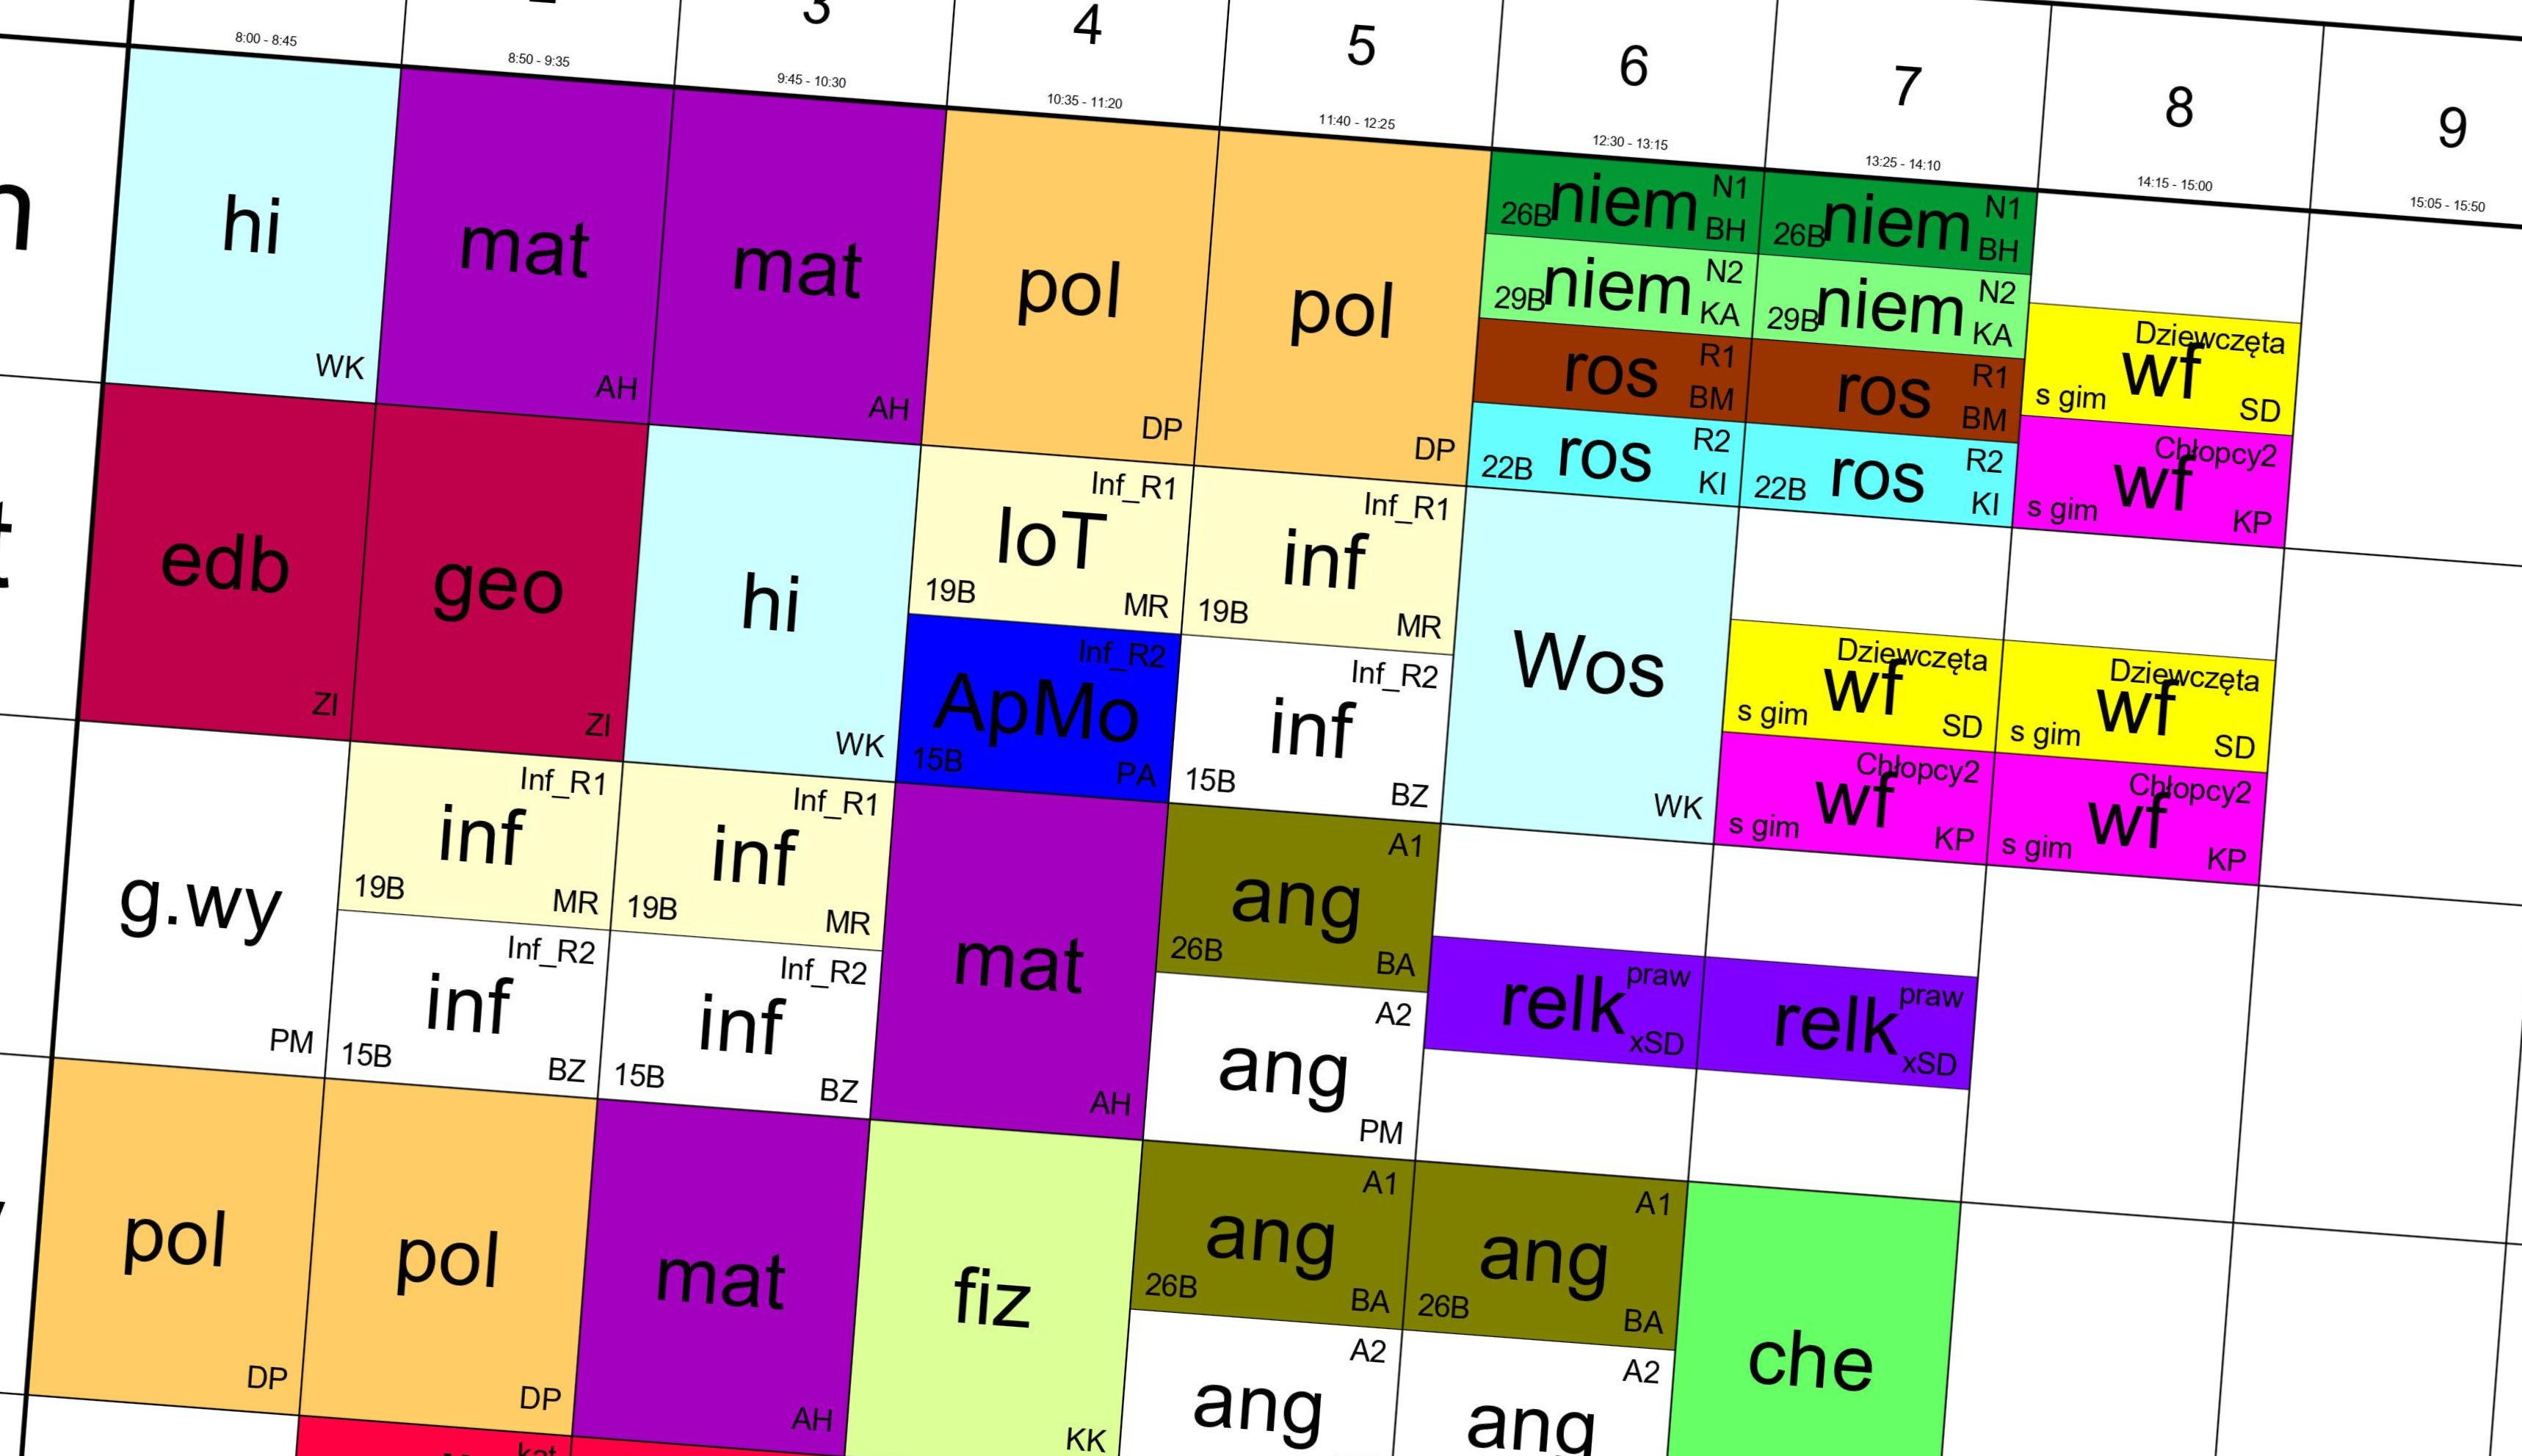 3 4 5 6 7 8 9
8:00 - 8:45 8:50 - 9:35 9:45 - 10:30 10:35 - 11:20 11:40 - 12:25 12:30 - 13:15 13:25 - 14:10 14:15 - 15:00 15:05 - 15:50
hi
WK
mat
AH
mat
AH
pol
DP
pol
DP
N1
26B niem BH
N2
29B niem KA
R1
ros BM
R2
22B ros KI
N1
26B niem BH
N2
29B niem KA
R1
ros BM
R2
22B ros KI
Dziewczęta
wf
s gim SD
Chłopcy2
wf
s gim KP
edb
ZI
geo
ZI
hi
WK
Inf_R1
IoT
19B MR
Inf_R2
ApMo
15B PA
Inf_R1
inf
19B MR
Inf_R2
inf
15B BZ
Wos
WK
Dziewczęta
wf
s gim SD
Chłopcy2
wf
s gim KP
Dziewczęta
wf
s gim SD
Chłopcy2
wf
s gim KP
g.wy
PM
Inf_R1
inf
19B MR
Inf_R2
inf
15B BZ
Inf_R1
inf
19B MR
Inf_R2
inf
15B BZ
mat
AH
A1
ang
26B BA
A2
ang
PM
praw
relk
xSD
praw
relk
xSD
pol
DP
pol
DP
mat
AH
fiz
KK
A1
ang
26B BA
A2
ang
A1
ang
26B BA
A2
ang
che
kat